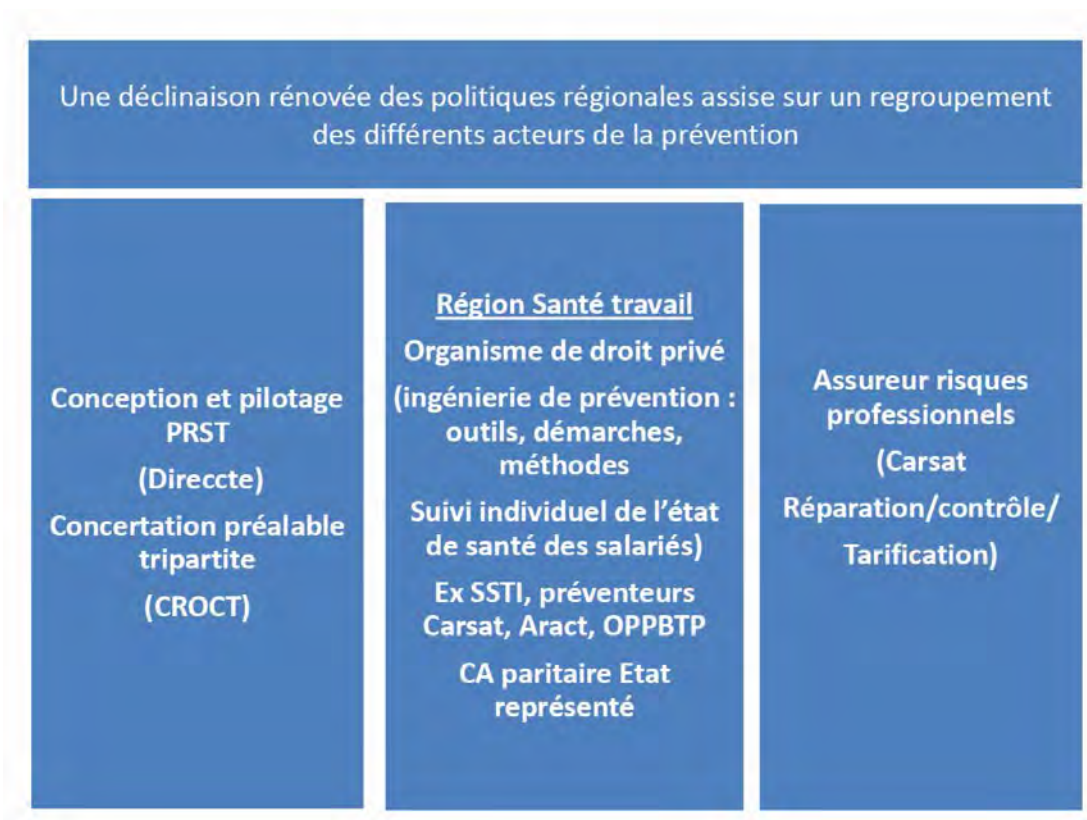 Une déclinaison rénovée des politiques régionales assise sur un regroupement
des différents acteurs de la prévention
Conception et pilotage
PRST
(Direccte)
Concertation préalable
tripartite
(CROCT)
Région Santé travail
Organisme de droit privé
(ingénierie de prévention :
outils, démarches,
méthodes
Suivi individuel de l’état
de santé des salariés)
Ex SSTI, préventeurs
Carsat, Aract, OPPBTP
CA paritaire Etat
représenté
Assureur risques
professionnels
(Carsat
Réparation/contrôle/
Tarification)